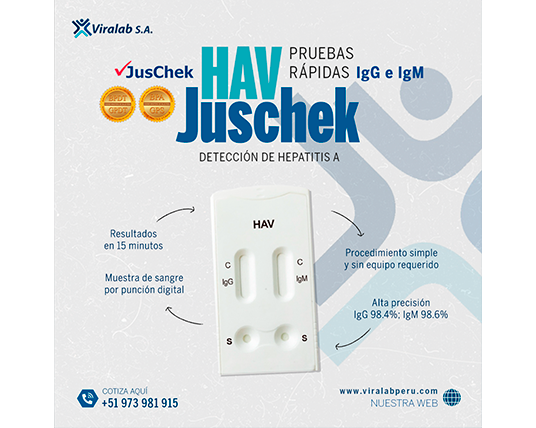 Viralab S.A.
JusChek
HAV
PRUEBAS
RÁPIDAS IgG e IgM
Juschek
DETECCIÓN DE HEPATITIS A
HAV
C
IgG
C
IgM
S
S
Resultados
en 15 minutos
Muestra de sangre
por punción digital
Procedimiento simple
y sin equipo requerido
Alta precisión
IgG 98.4%; IgM 98.6%
COTIZA AQUÍ
+51 973 981 915
www.viralabperu.com
NUESTRA WEB